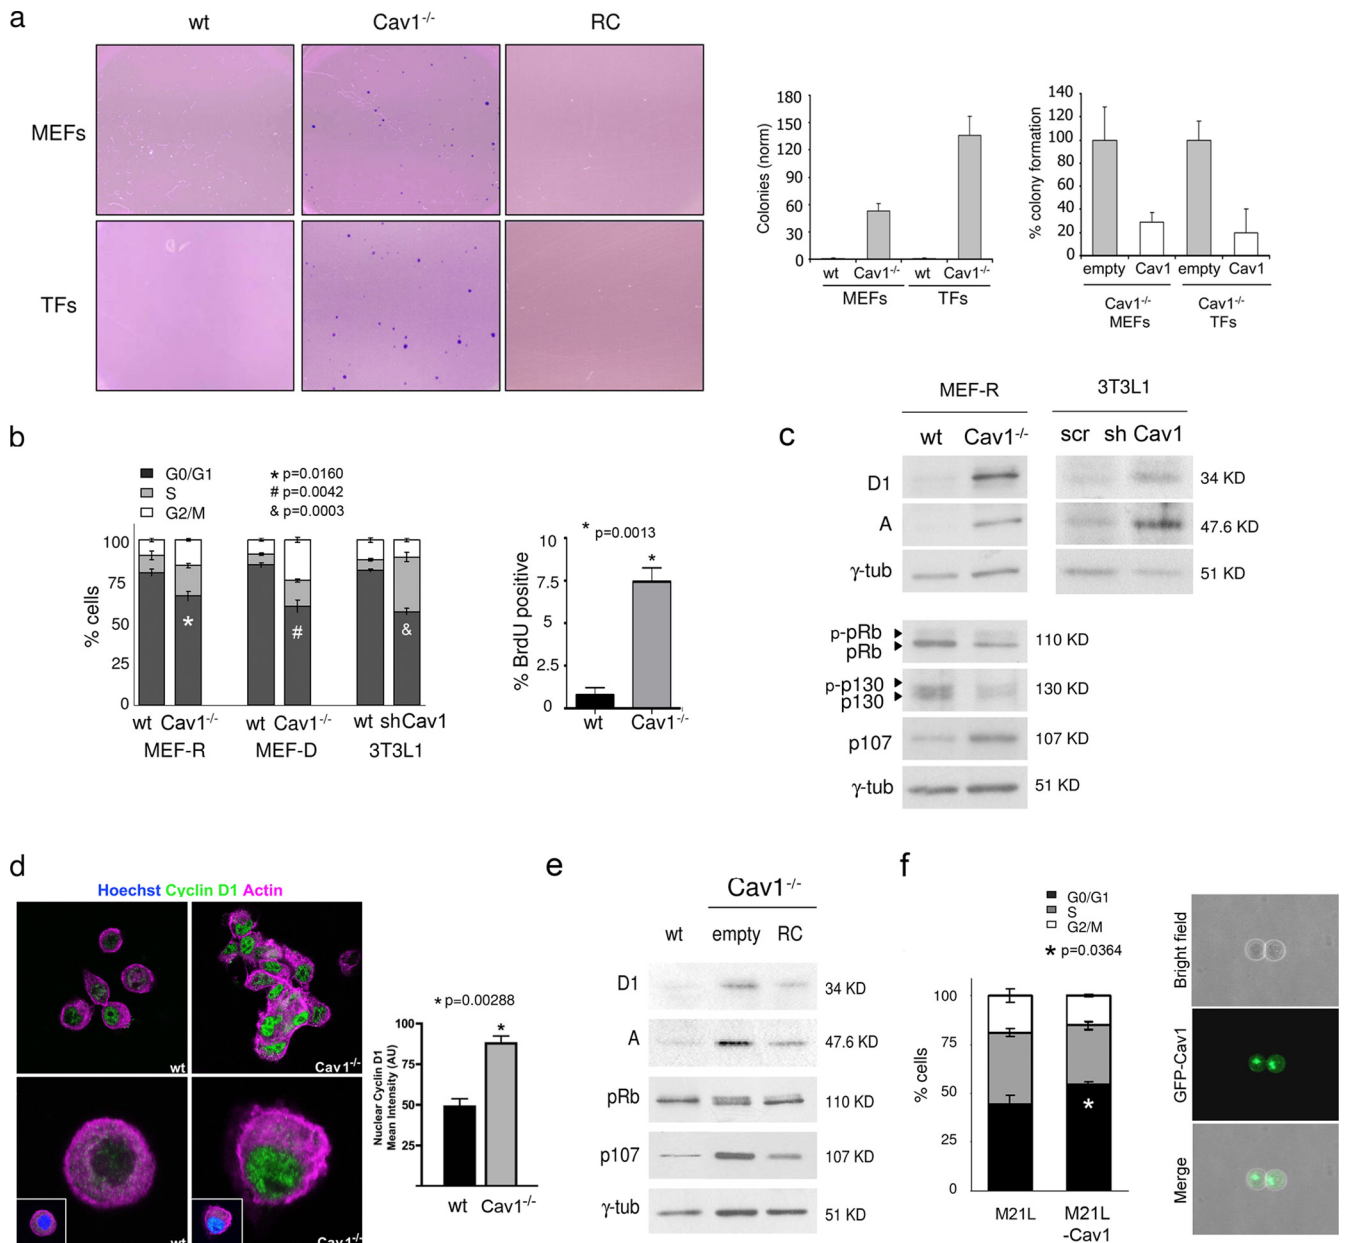 a
wt Cav1-/- RC
MEFs
TFs
Colonies (norm)
180
150
120
90
60
30
0
wt Cav1-/- wt Cav1-/-
MEFs TFs
% colony formation
140
120
100
80
60
40
20
0
empty Cav1 empty Cav1
Cav1-/- Cav1-/-
MEFs TFs
b
G0/G1
S
G2/M
* p=0.0160
# p=0.0042
& p=0.0003
% cells
100
75
50
25
0
* # &
wt Cav1-/- wt Cav1-/- wt shCav1
MEF-R MEF-D 3T3L1
% BrdU positive
* p=0.0013
10
7.5
5
2.5
0
*
wt Cav1-/-
c
MEF-R 3T3L1
wt Cav1-/- scr sh Cav1
D1 34 KD
A 47.6 KD
γ-tub 51 KD
p-pRb
pRb 110 KD
p-p130
p130 130 KD
p107 107 KD
γ-tub 51 KD
d
Hoechst Cyclin D1 Actin
wt Cav1-/-
wt Cav1-/-
Nuclear Cyclin D1
Mean Intensity (AU)
* p=0.00288
100
50
*
wt Cav1-/-
e
Cav1-/-
wt empty RC
D1 34 KD
A 47.6 KD
pRb 110 KD
p107 107 KD
γ-tub 51 KD
f
G0/G1
S
G2/M
* p=0.0364
% cells
100
75
50
25
0
*
M21L M21L
-Cav1
Bright field
GFP-Cav1
Merge